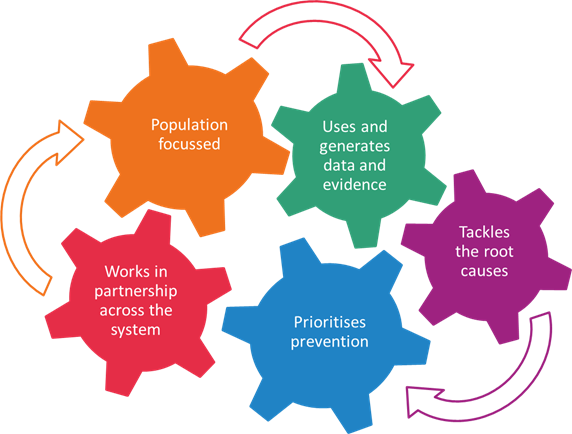 Population
focussed
Uses and
generates
data and
evidence
Tackles
the root
causes
Prioritises
prevention
Works in
partnership
across the
system